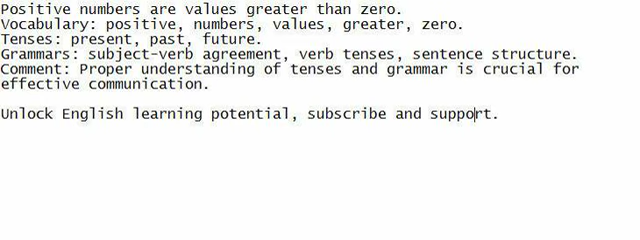 Positive numbers are values greater than zero.
Vocabulary: positive, numbers, values, greater, zero.
Tenses: present, past, future.
Grammars: subject-verb agreement, verb tenses, sentence structure.
Comment: Proper understanding of tenses and grammar is crucial for
effective communication.
Unlock English learning potential, subscribe and support.